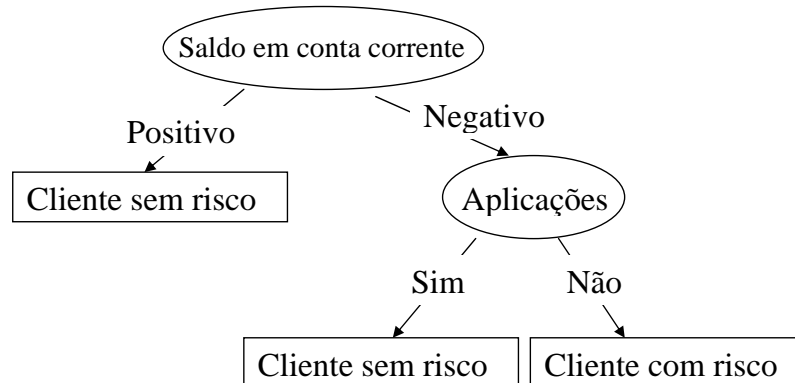 Saldo em conta corrente
Negativo
Positivo
Cliente sem risco
Aplicações
Sim
Não
Cliente sem risco
Cliente com risco